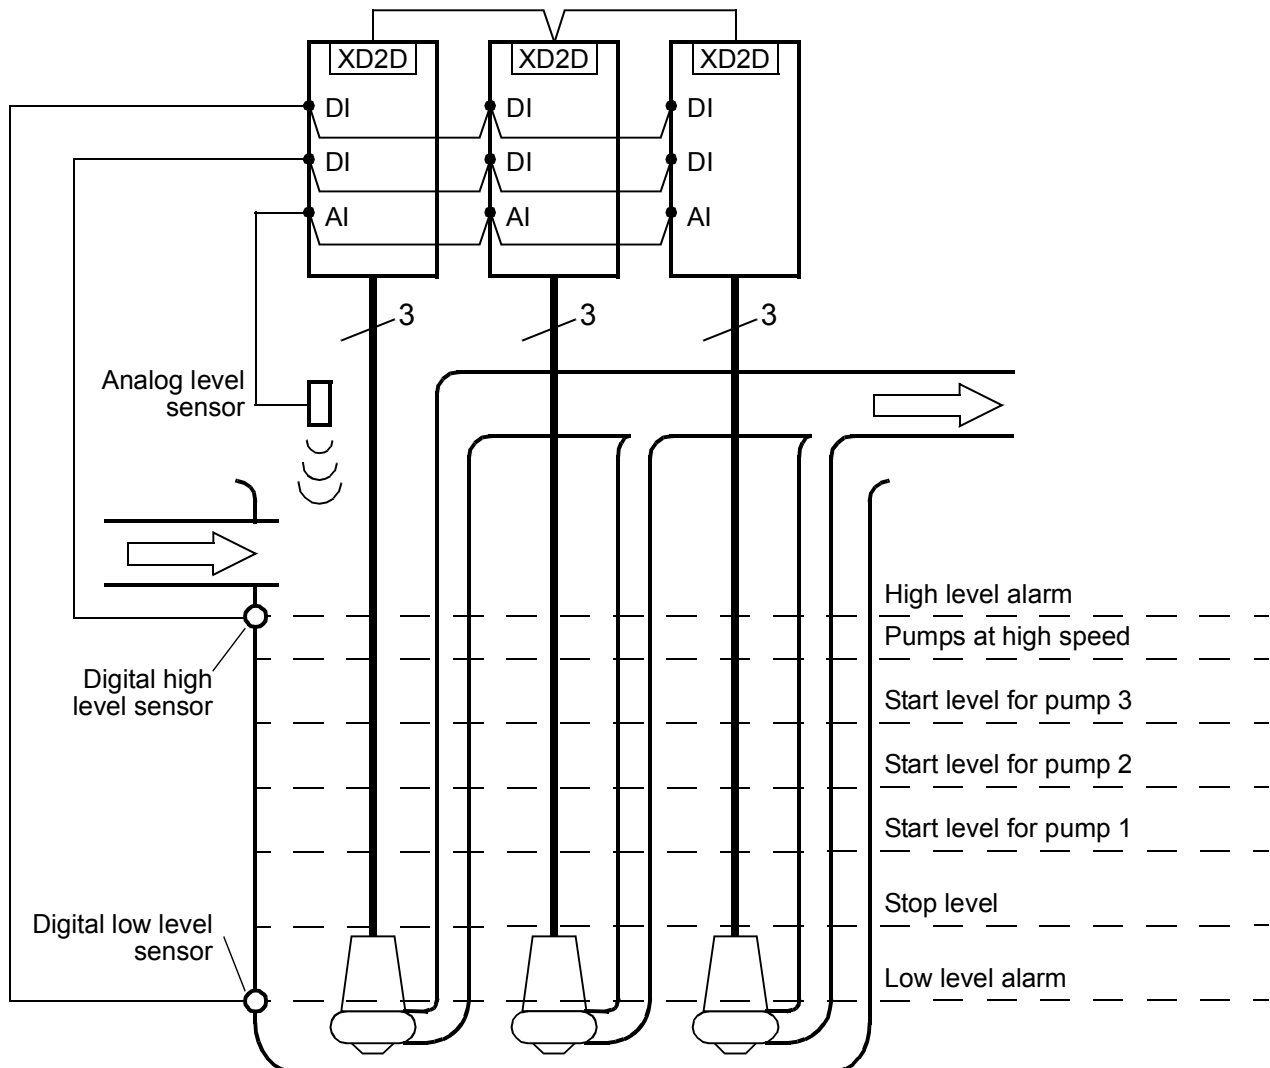 XD2D XD2D XD2D
DI DI DI
DI DI DI
AI AI AI
3 3 3
Analog level
sensor
High level alarm
Pumps at high speed
Digital high
level sensor
Start level for pump 3
Start level for pump 2
Start level for pump 1
Stop level
Digital low level
sensor
Low level alarm